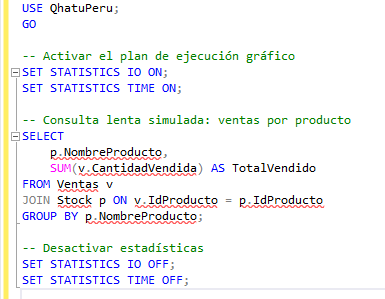 USE QhatuPeru;
GO
-- Activar el plan de ejecución gráfico
SET STATISTICS IO ON;
SET STATISTICS TIME ON;
-- Consulta lenta simulada: ventas por producto
SELECT
p.NombreProducto,
SUM(v.CantidadVendida) AS TotalVendido
FROM Ventas v
JOIN Stock p ON v.IdProducto = p.IdProducto
GROUP BY p.NombreProducto;
-- Desactivar estadísticas
SET STATISTICS IO OFF;
SET STATISTICS TIME OFF;